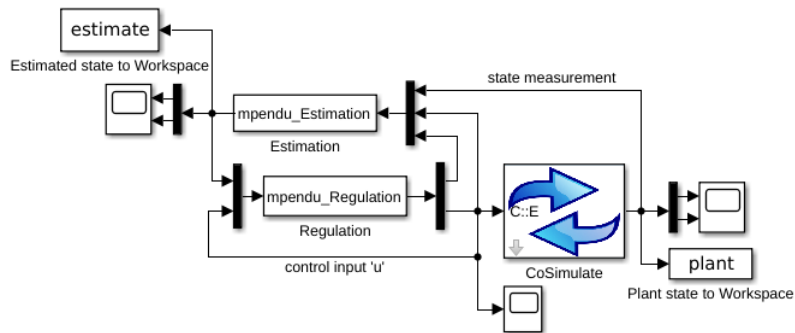 estimate
Estimated state to Workspace
state measurement
mpendu_Estimation
Estimation
mpendu_Regulation
Regulation
C::E
CoSimulate
control input 'u'
plant
Plant state to Workspace